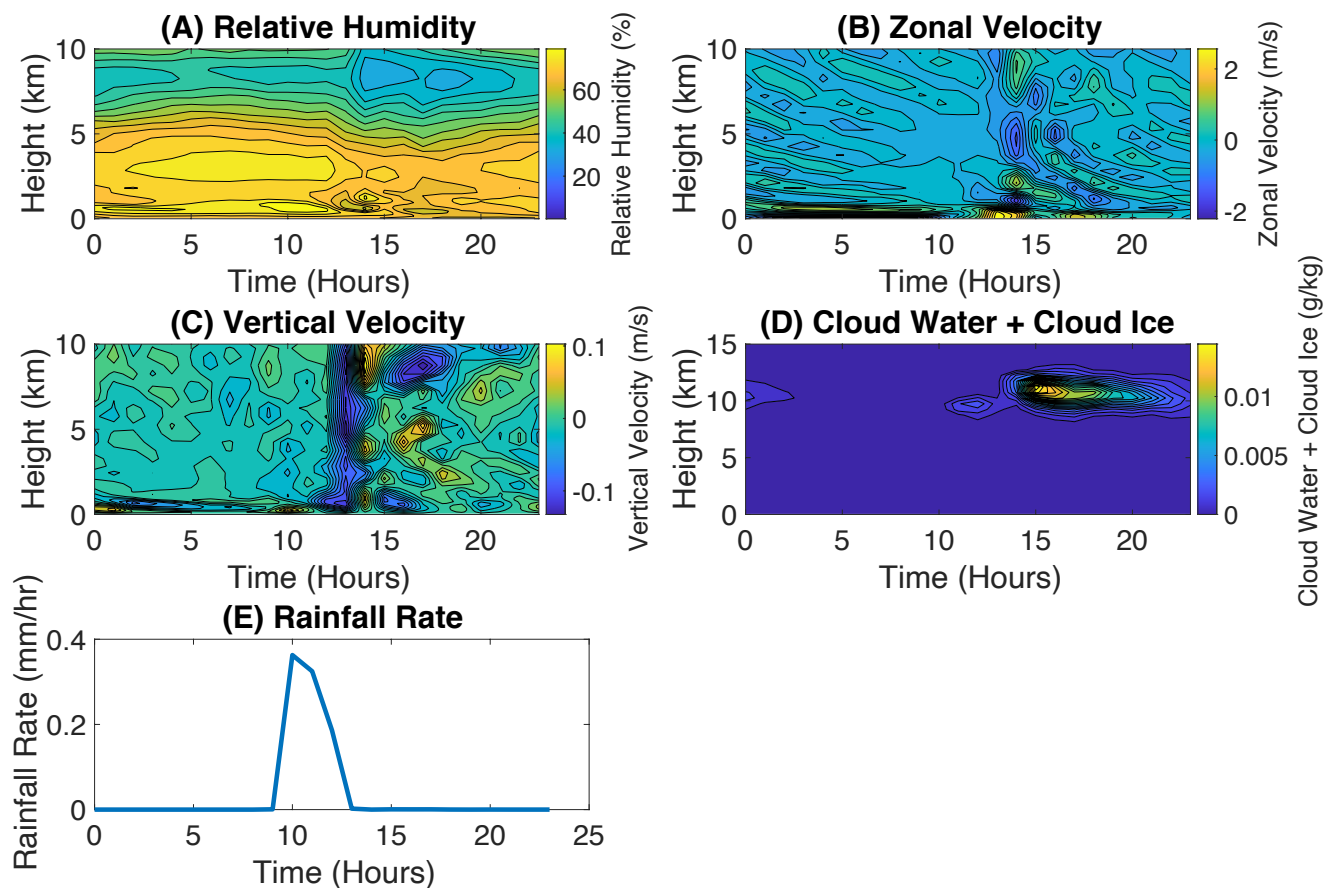 (A) Relative Humidity
10
5
0
Height (km)
0 5 10 15 20
Time (Hours)
60
40
20
Relative Humidity (%)
(B) Zonal Velocity
10
5
0
Height (km)
0 5 10 15 20
Time (Hours)
2
0
-2
Zonal Velocity (m/s)
(C) Vertical Velocity
10
5
0
Height (km)
0 5 10 15 20
Time (Hours)
0.1
0
-0.1
Vertical Velocity (m/s)
(D) Cloud Water + Cloud Ice
15
10
5
0
Height (km)
0 5 10 15 20
Time (Hours)
0.01
0.005
0
Cloud Water + Cloud Ice (g/kg)
(E) Rainfall Rate
0.4
0.2
0
Rainfall Rate (mm/hr)
0 5 10 15 20 25
Time (Hours)